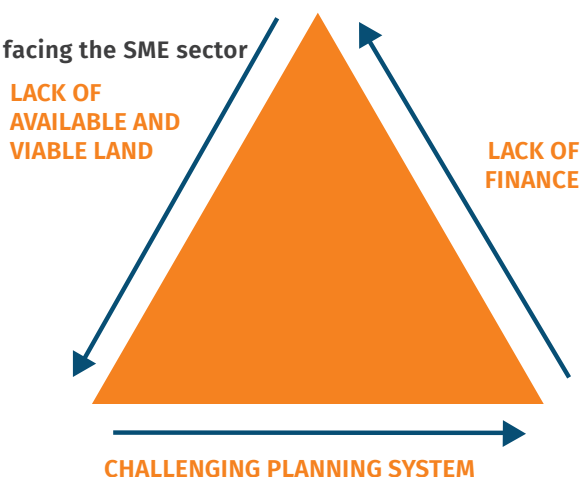 facing the SME sector
LACK OF
AVAILABLE AND
VIABLE LAND
LACK OF
FINANCE
CHALLENGING PLANNING SYSTEM